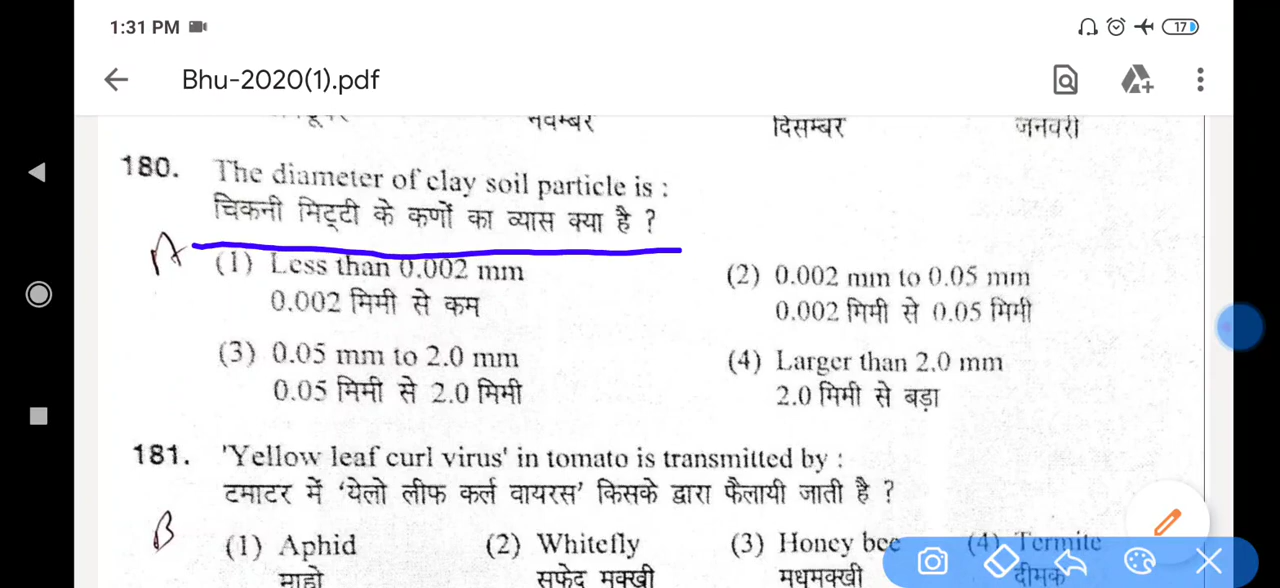 1:31 PM
17
Bhu-2020(1).pdf
नवम्बर दिसम्बर जनवरी
180. The diameter of clay soil particle is :
चिकनी मिट्टी के कणों का व्यास क्या है ?
A
(1) Less than 0.002 mm (2) 0.002 mm to 0.05 mm
0.002 मिमी से कम 0.002 मिमी से 0.05 मिमी
(3) 0.05 mm to 2.0 mm (4) Larger than 2.0 mm
0.05 मिमी से 2.0 मिमी 2.0 मिमी से बड़ा
181. 'Yellow leaf curl virus' in tomato is transmitted by :
टमाटर में ‘येलो लीफ कर्ल वायरस’ किसके द्वारा फैलायी जाती है ?
B
(1) Aphid (2) Whitefly (3) Honey bee (4) Termite
माहो सफेद मक्खी मधुमक्खी दीमक